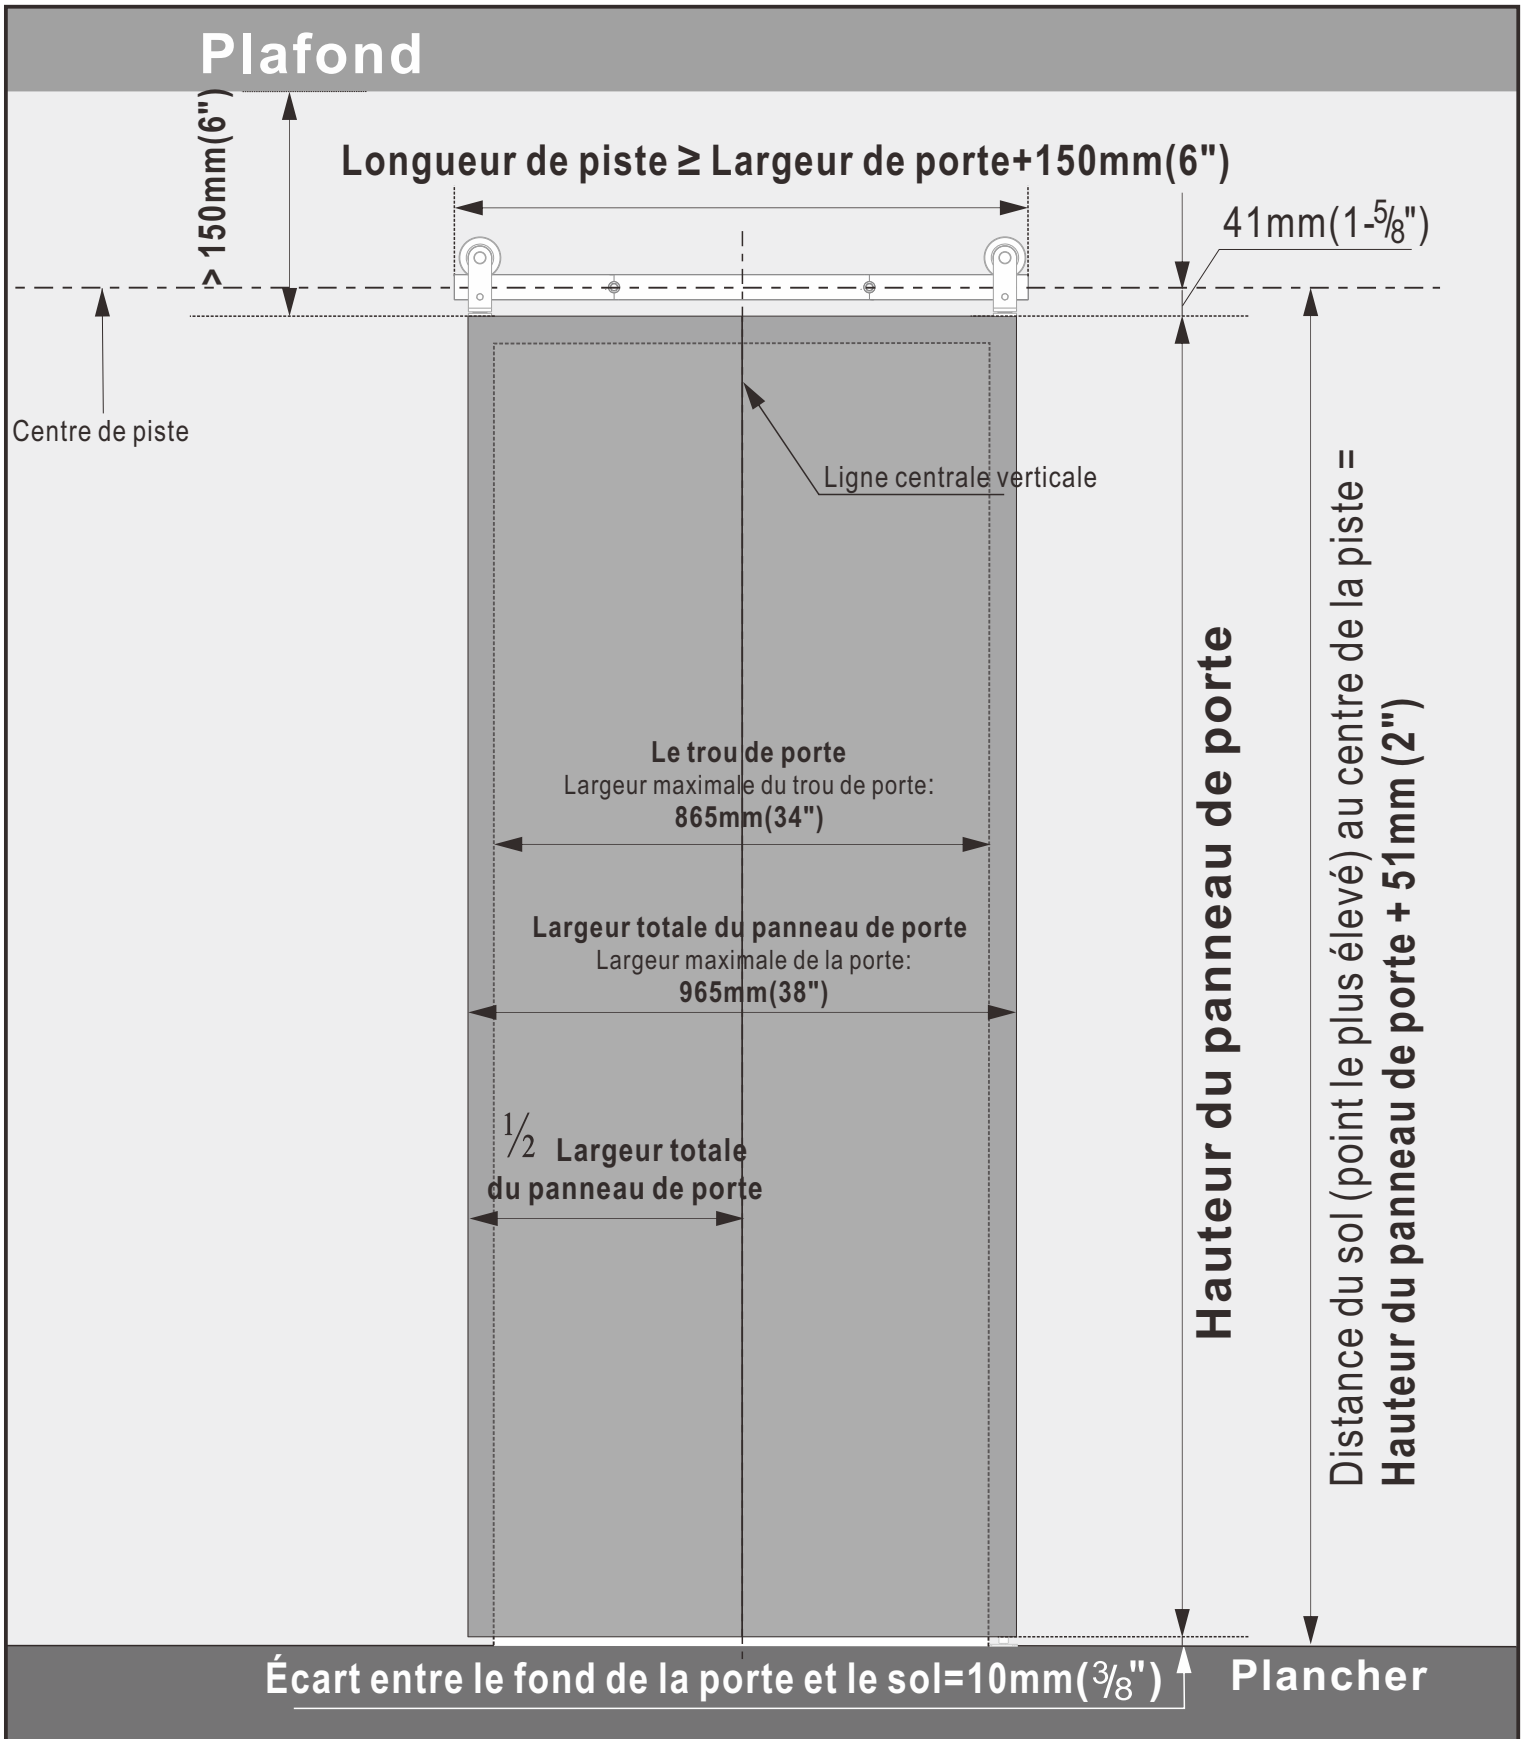 Plafond
> 150mm(6")
Longueur de piste ≥ Largeur de porte+150mm(6")
41mm(1-5/8")
Centre de piste
Ligne centrale verticale
Le trou de porte
Largeur maximale du trou de porte:
865mm(34")
Largeur totale du panneau de porte
Largeur maximale de la porte:
965mm(38")
1/2 Largeur totale
du panneau de porte
Hauteur du panneau de porte
Distance du sol (point le plus élevé) au centre de la piste =
Hauteur du panneau de porte + 51mm (2")
Écart entre le fond de la porte et le sol=10mm(3/8")
Plancher